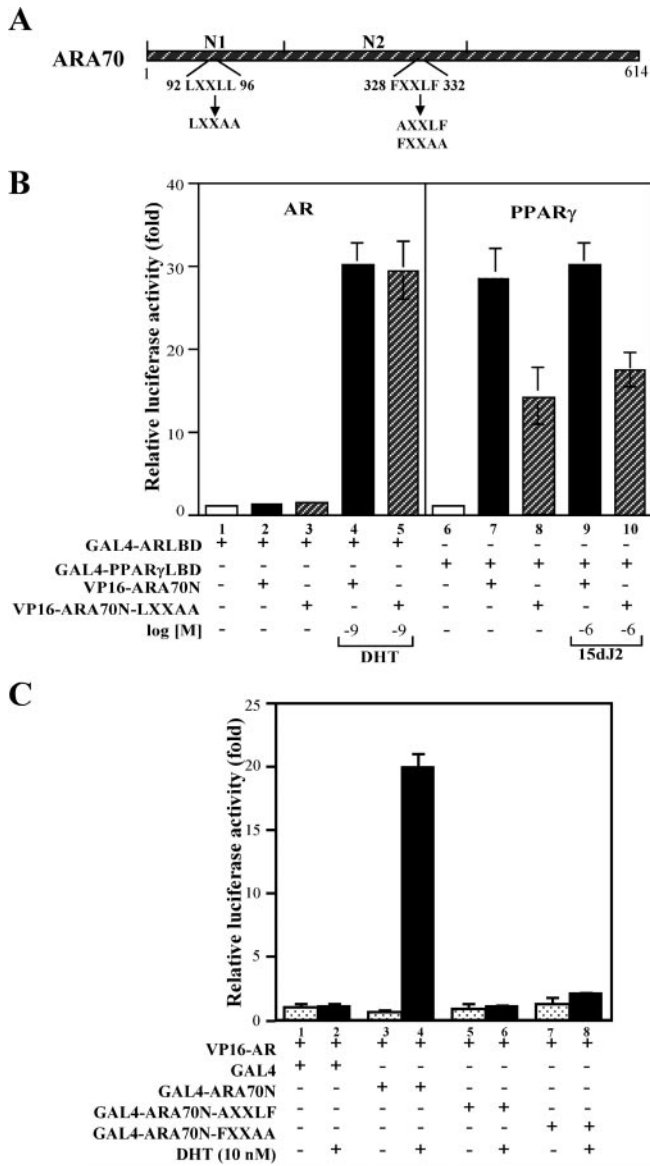 A
N1 N2
ARA70
1 614
92 LXXLL 96 328 FXXLF 332
LXXAA AXXLF
FXXAA
B
Relative luciferase activity (fold)
40
30
20
10
0
AR PPARγ
1 2 3 4 5 6 7 8 9 10
GAL4-ARLBD + + + + + - - - - -
GAL4-PPARγLBD - - - - - + + + + +
VP16-ARA70N - + - + - - + - + -
VP16-ARA70N-LXXAA - - + - + - - + - +
log [M] - - - -9 -9 - - - -6 -6
DHT 15dJ2
C
Relative luciferase activity (fold)
25
20
15
10
5
0
1 2 3 4 5 6 7 8
VP16-AR + + + + + + + +
GAL4 + + - - - - - -
GAL4-ARA70N - - + + - - - -
GAL4-ARA70N-AXXLF - - - - + + - -
GAL4-ARA70N-FXXAA - - - - - - + +
DHT (10 nM) - + - + - + - +